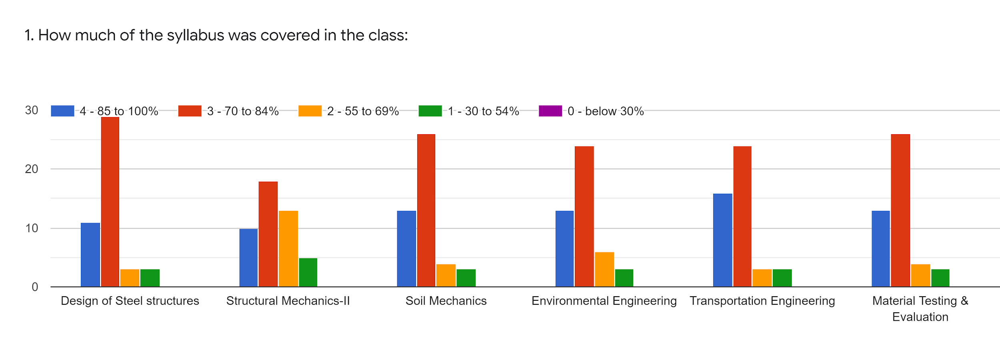 1. How much of the syllabus was covered in the class:
30 4 - 85 to 100% 3 - 70 to 84% 2 - 55 to 69% 1 - 30 to 54% 0 - below 30%
20
10
0
Design of Steel structures Structural Mechanics-II Soil Mechanics Environmental Engineering Transportation Engineering Material Testing &
Evaluation